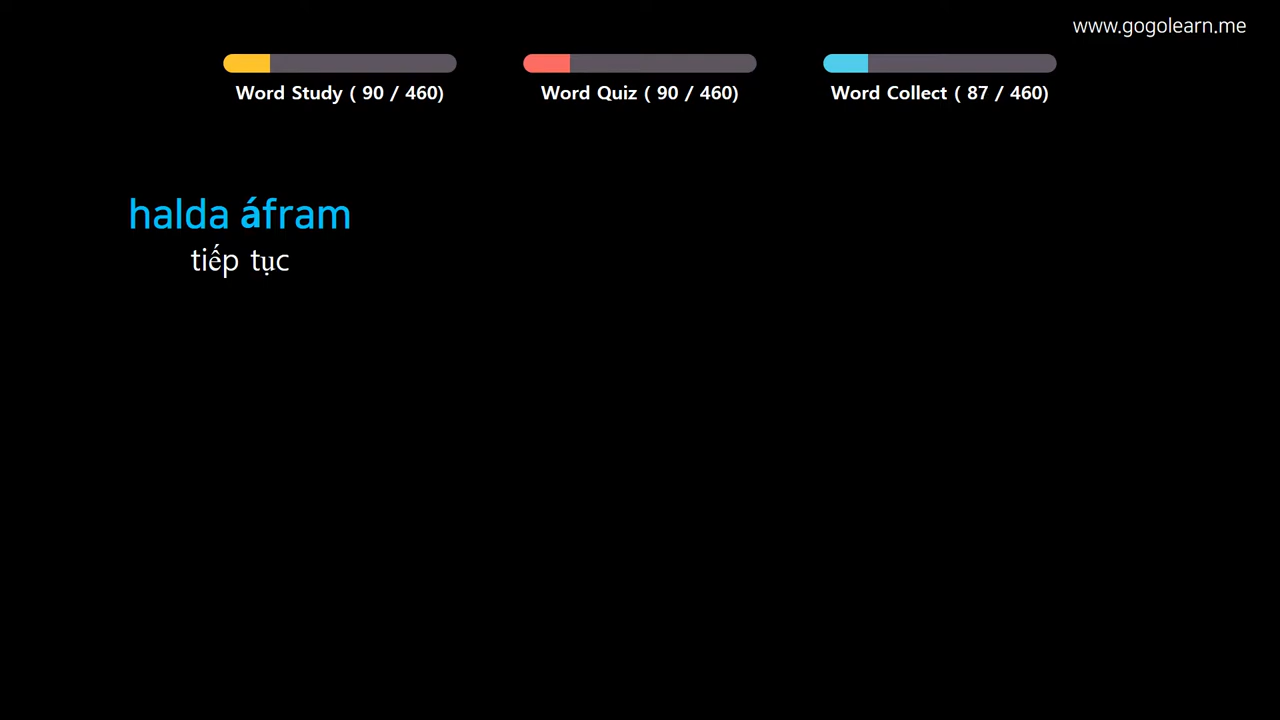 www.gogolearn.me
Word Study ( 90 / 460)
Word Quiz ( 90 / 460)
Word Collect ( 87 / 460)
halda áfram
tiếp tục